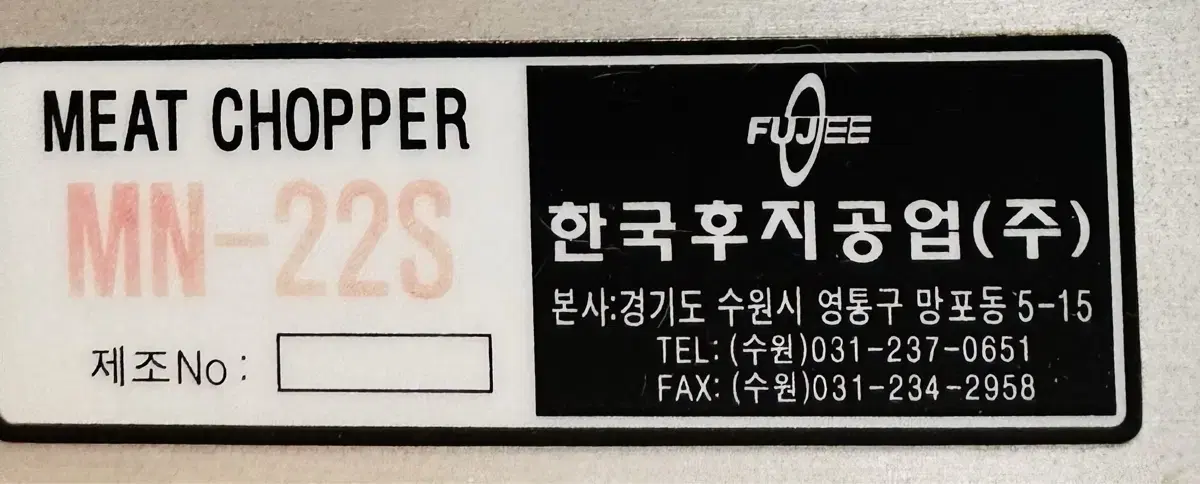 MEAT CHOPPER
MN-22S
제조No:
FUJEE
한국후지공업(주)
본사:경기도 수원시 영통구 망포동 5-15
TEL: (수원)031-237-0651
FAX: (수원)031-234-2958